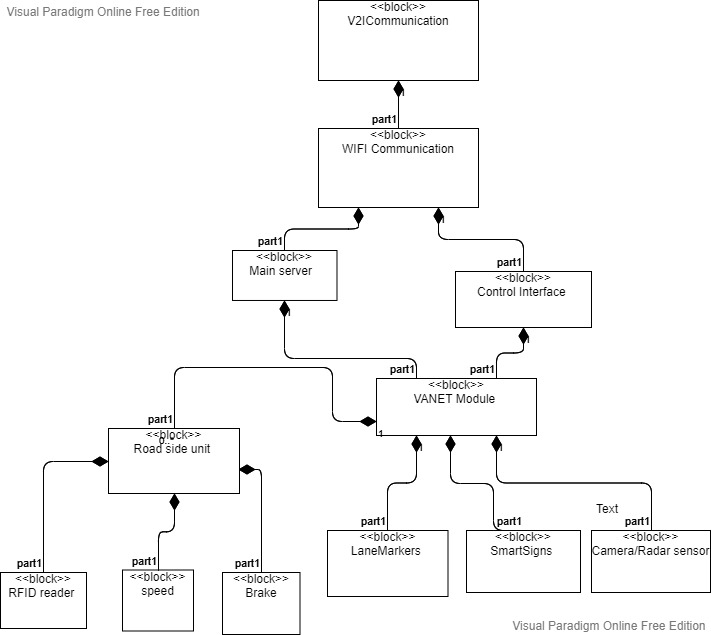 Visual Paradigm Online Free Edition
<<block>>
V2ICommunication
1
part1
<<block>>
WIFI Communication
1
1
part1
<<block>>
Main server
part1
<<block>>
Control Interface
1
1
part1
part1
<<block>>
VANET Module
1
part1
<<block>>
0..*
Road side unit
1
1
1
part1
<<block>>
LaneMarkers
part1
<<block>>
SmartSigns
Text
part1
<<block>>
Camera/Radar sensor
part1
<<block>>
RFID reader
part1
<<block>>
speed
part1
<<block>>
Brake
Visual Paradigm Online Free Edition